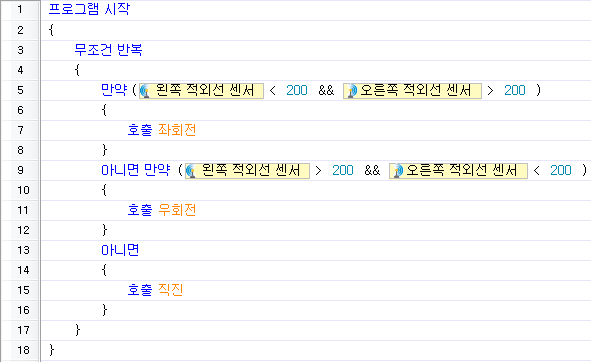 1 프로그램 시작
2 {
3 무조건 반복
4 {
5 만약 ( 왼쪽 적외선 센서 < 200 && 오른쪽 적외선 센서 > 200 )
6 {
7 호출 좌회전
8 }
9 아니면 만약 ( 왼쪽 적외선 센서 > 200 && 오른쪽 적외선 센서 < 200 )
10 {
11 호출 우회전
12 }
13 아니면
14 {
15 호출 직진
16 }
17 }
18 }